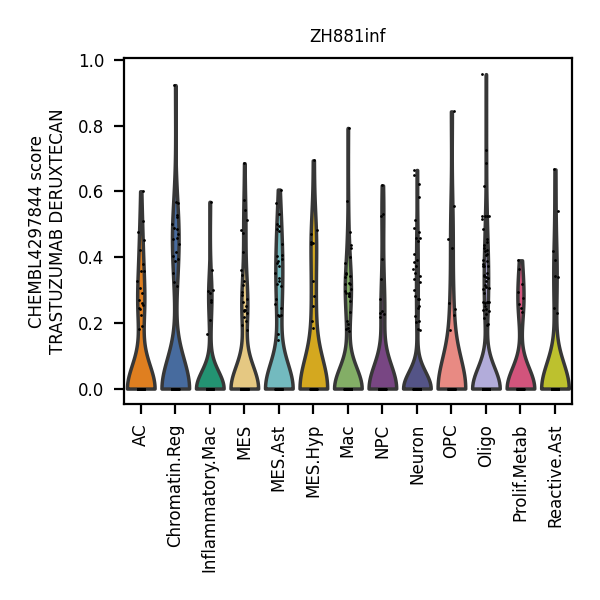 ZH881inf
CHEMBL4297844 score
TRASTUZUMAB DERUXTECAN
1.0
0.8
0.6
0.4
0.2
0.0
AC
Chromatin.Reg
Inflammatory.Mac
MES
MES.Ast
MES.Hyp
Mac
NPC
Neuron
OPC
Oligo
Prolif.Metab
Reactive.Ast